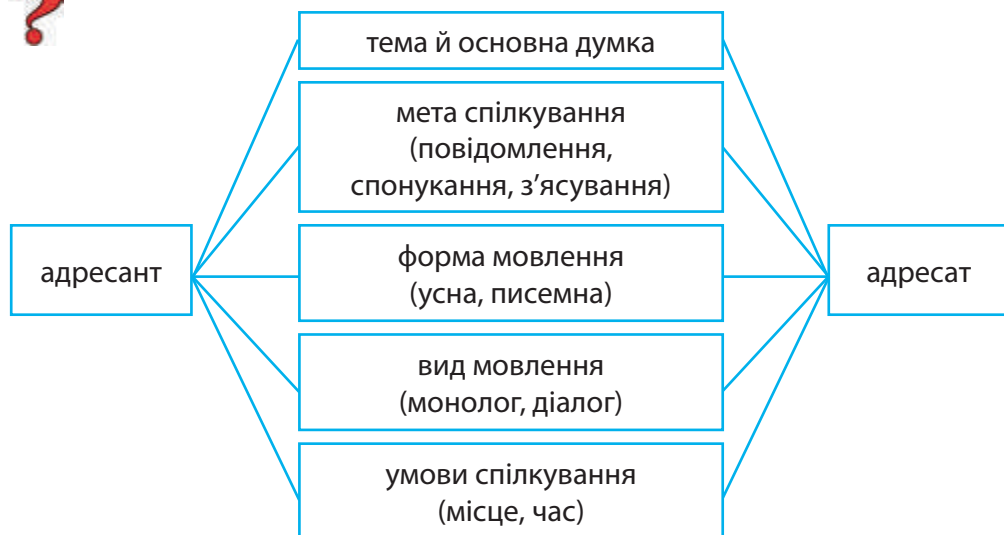 ?
тема й основна думка
мета спілкування
(повідомлення,
спонукання, з’ясування)
адресант
форма мовлення
(усна, писемна)
адресат
вид мовлення
(монолог, діалог)
умови спілкування
(місце, час)